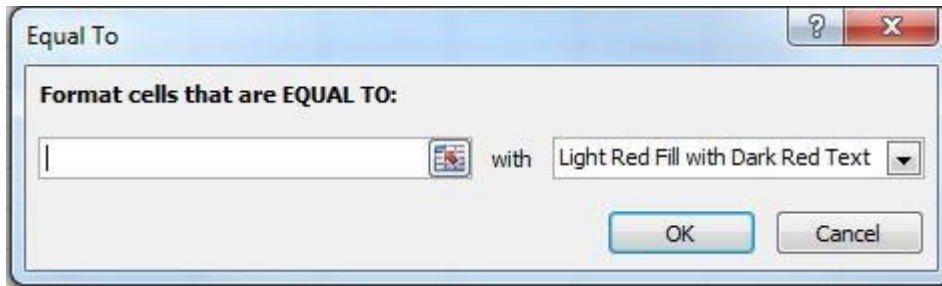 Equal To
?
X
Format cells that are EQUAL TO:
with
Light Red Fill with Dark Red Text
OK
Cancel